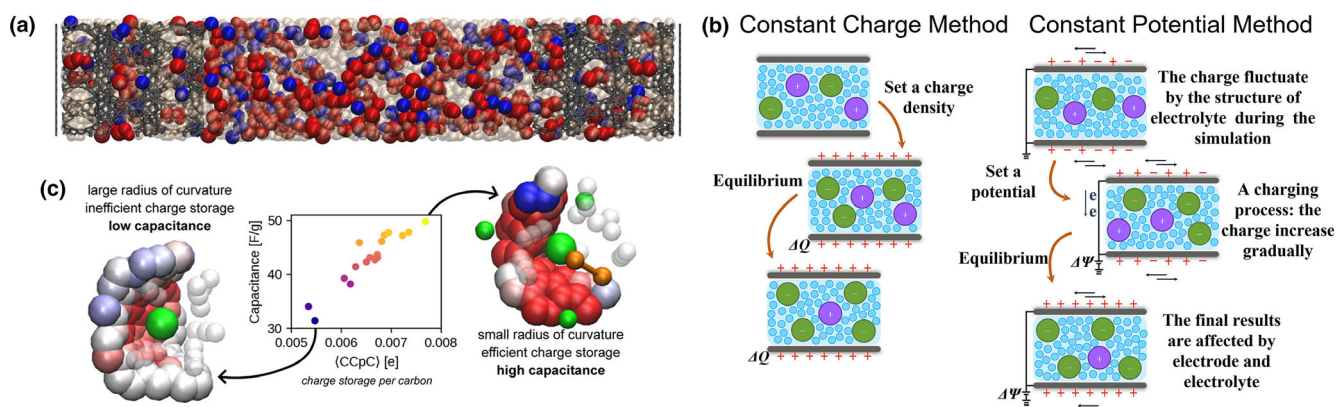 (a)
(b) Constant Charge Method
Constant Potential Method
Set a charge
density
Equilibrium
ΔQ
ΔQ
+ + + + + + +
+ + + + + + +
+ + + + + + +
+ − + − + −
The charge fluctuate
by the structure of
electrolyte during the
simulation
+ − + − + −
Set a
potential
+ + + + + +
e
e
A charging
process: the
charge increase
gradually
ΔΨ
+ + − + − +
Equilibrium
+ + + + + + +
The final results
are affected by
electrode and
electrolyte
ΔΨ
+ + + + + + +
(c)
large radius of curvature
inefficient charge storage
low capacitance
Capacitance [F/g]
50
40
30
0.005 0.006 0.007 0.008
⟨CCpC⟩ [e]
charge storage per carbon
small radius of curvature
efficient charge storage
high capacitance